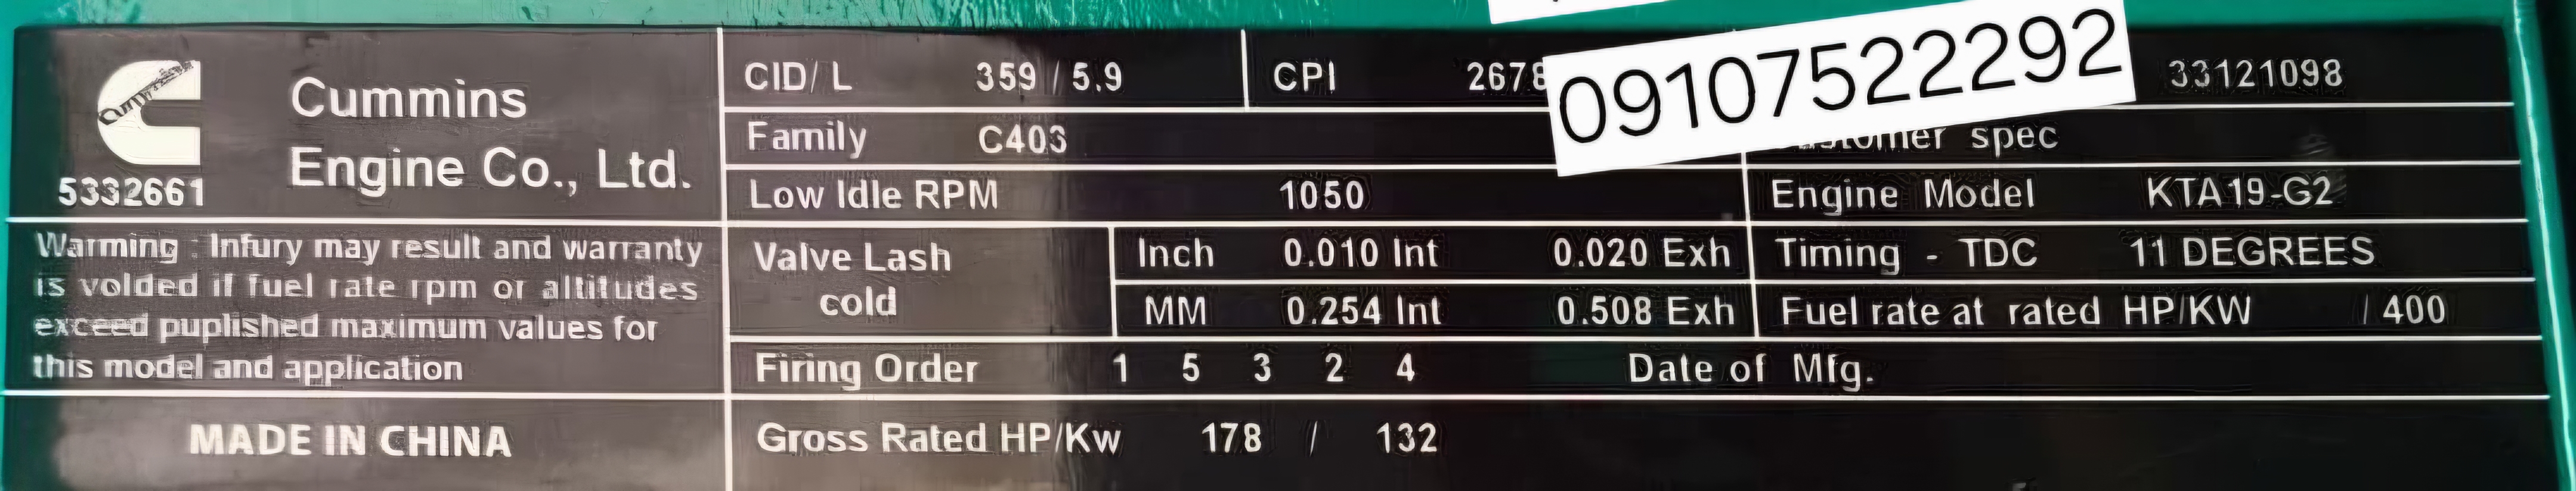 Cummins
Engine Co., Ltd.
5332661
Warming : Infury may result and warranty
is volded if fuel rate rpm or altitudes
exceed puplished maximum values for
this model and application
MADE IN CHINA
CID/ L 359 / 5.9 CPI 2678 33121098
09107522292
Family C403 spec
Low Idle RPM 1050 Engine Model KTA19-G2
Valve Lash
cold
Inch 0.010 Int 0.020 Exh Timing - TDC 11 DEGREES
MM 0.254 Int 0.508 Exh Fuel rate at rated HP/KW / 400
Firing Order 1 5 3 2 4 Date of Mfg.
Gross Rated HP/Kw 178 / 132